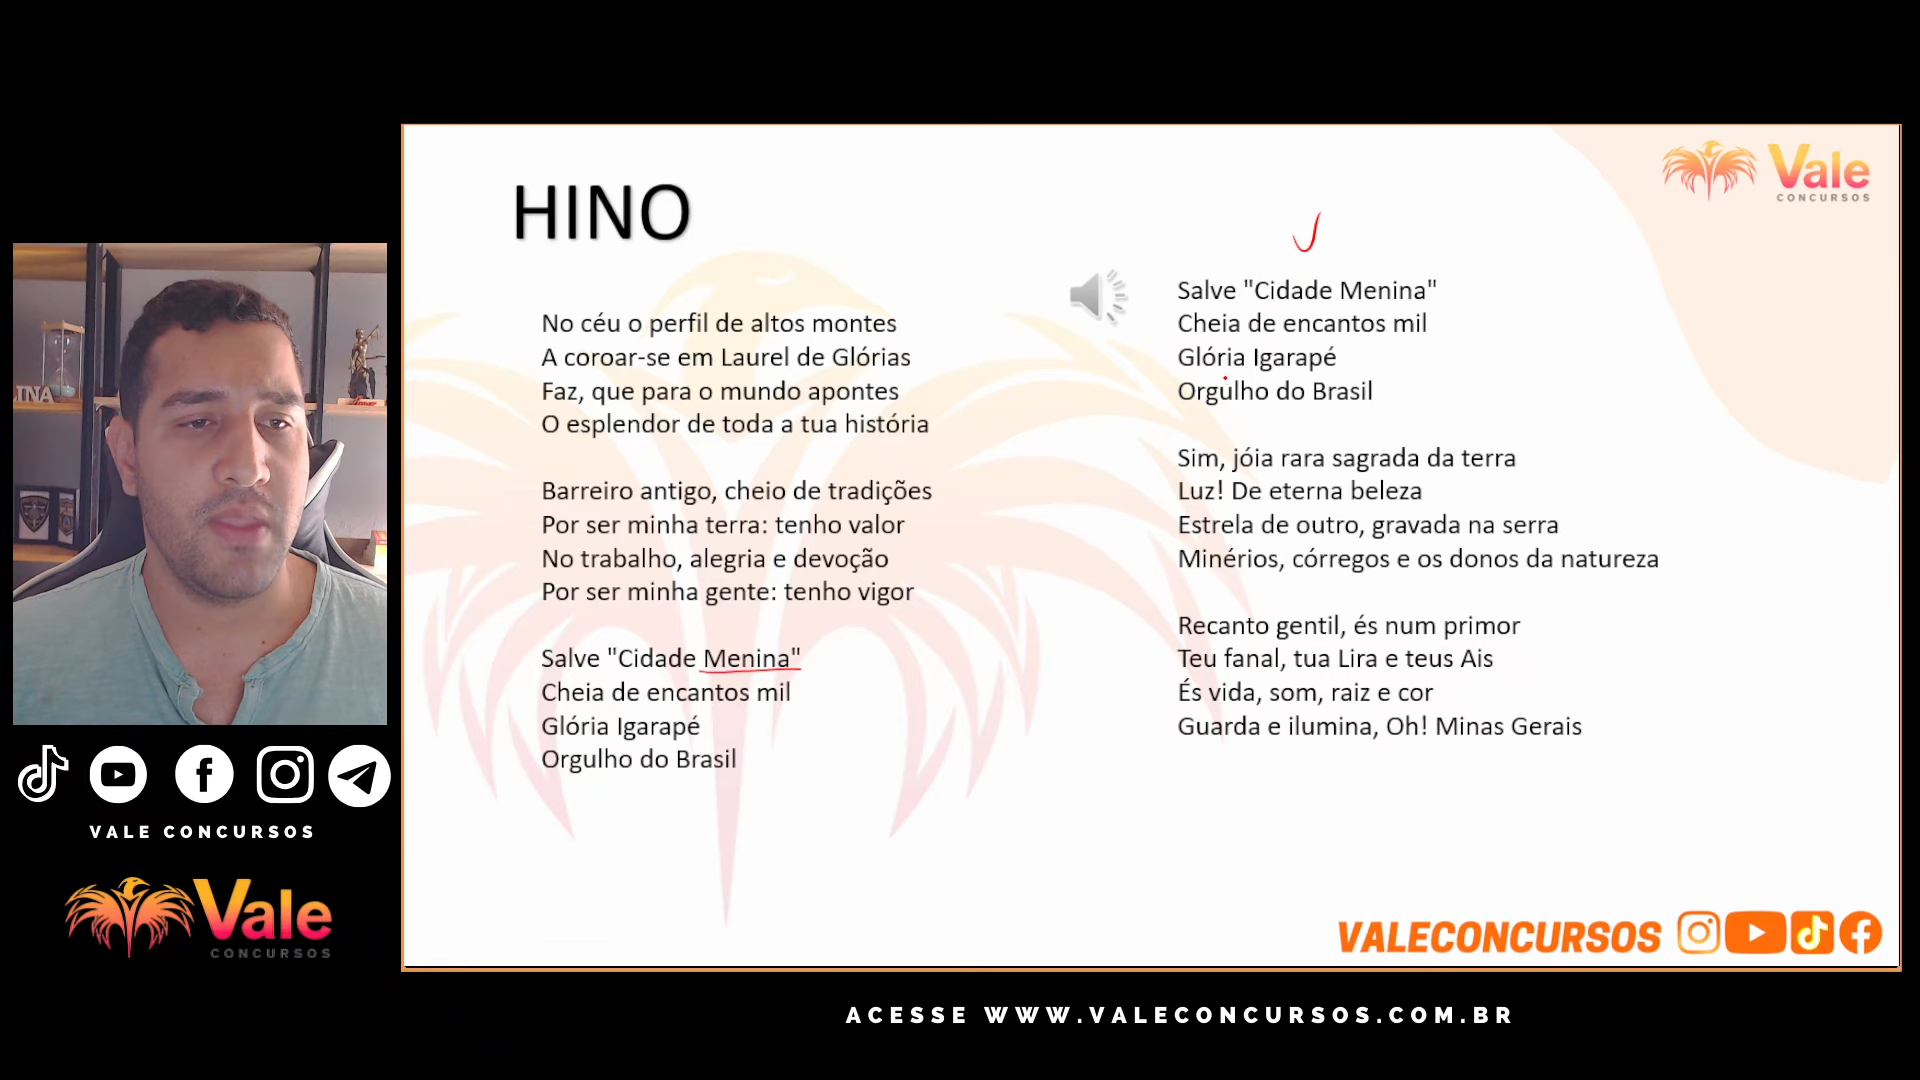 HINO
No céu o perfil de altos montes
A coroar-se em Laurel de Glórias
Faz, que para o mundo apontes
O esplendor de toda a tua história
Barreiro antigo, cheio de tradições
Por ser minha terra: tenho valor
No trabalho, alegria e devoção
Por ser minha gente: tenho vigor
Salve "Cidade Menina"
Cheia de encantos mil
Glória Igarapé
Orgulho do Brasil
Salve "Cidade Menina"
Cheia de encantos mil
Glória Igarapé
Orgulho do Brasil
Sim, jóia rara sagrada da terra
Luz! De eterna beleza
Estrela de outro, gravada na serra
Minérios, córregos e os donos da natureza
Recanto gentil, és num primor
Teu fanal, tua Lira e teus Ais
És vida, som, raiz e cor
Guarda e ilumina, Oh! Minas Gerais
Vale
CONCURSOS
LINA
VALE CONCURSOS
Vale
CONCURSOS
VALECONCURSOS
ACESSE WWW.VALECONCURSOS.COM.BR